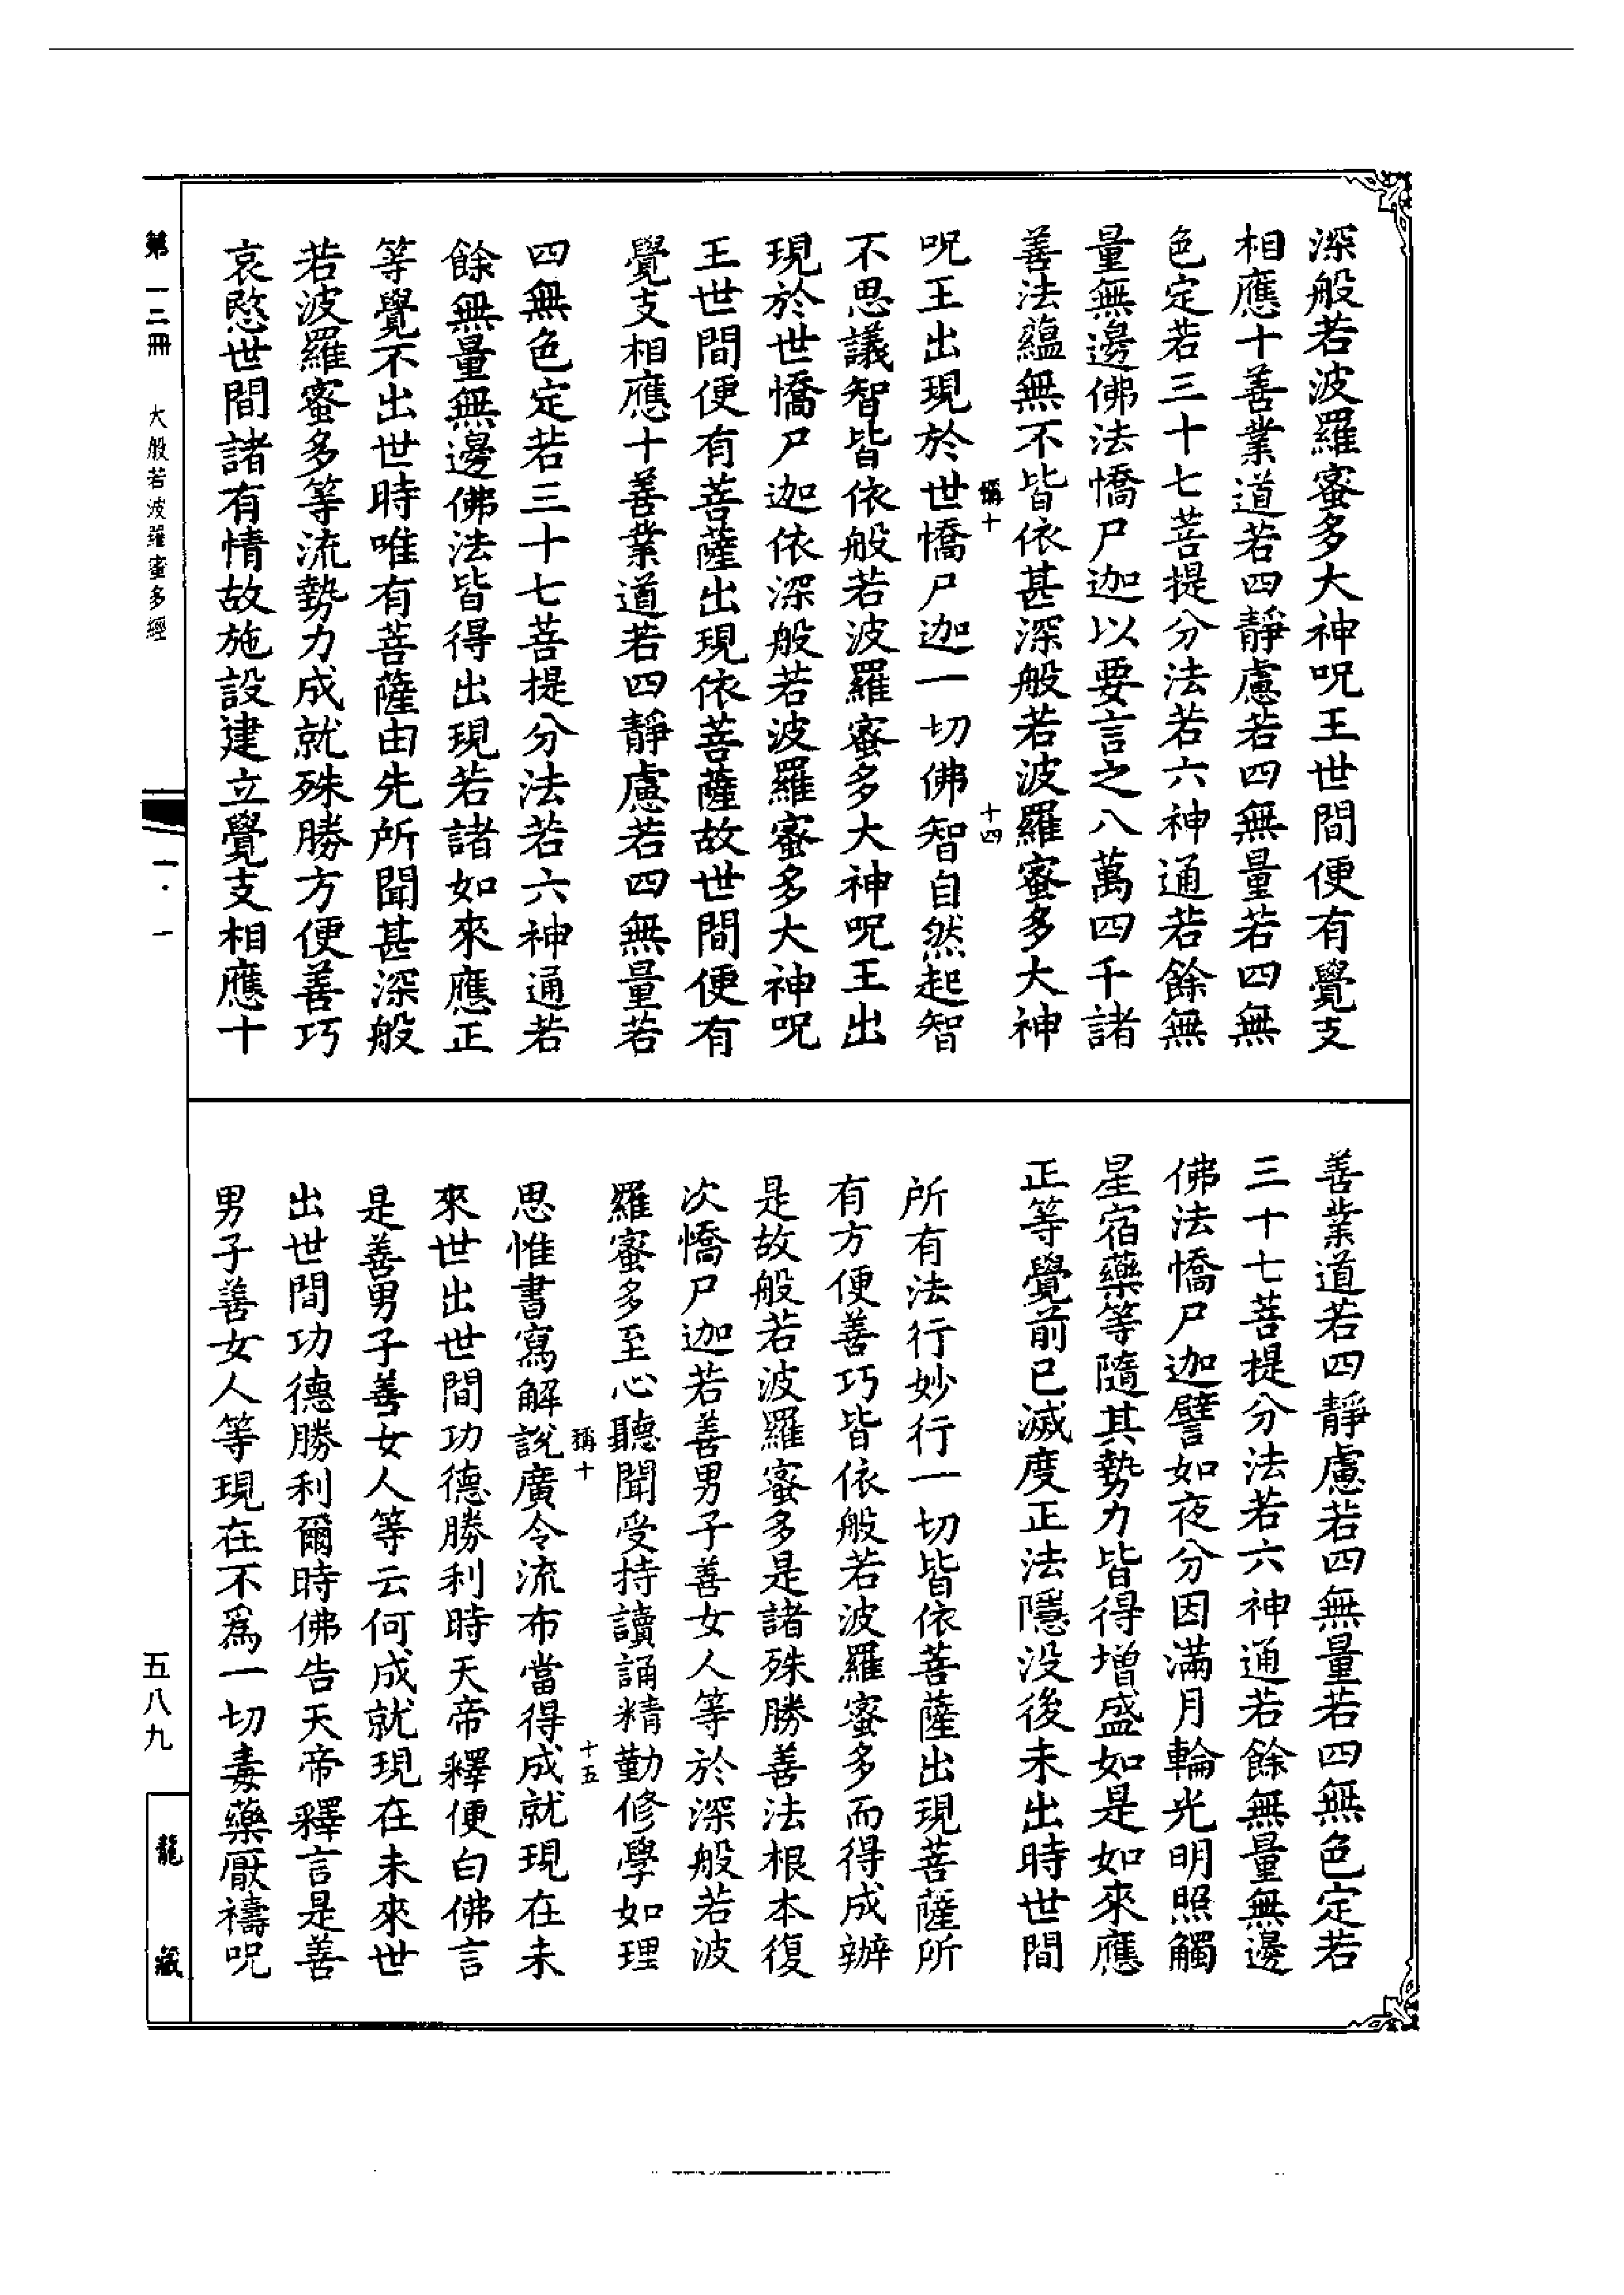 深般若波羅蜜多大神呪王世間便有覺支
相應十善業道若四靜慮若四無量若四無
色定若三十七菩提分法若六神通若餘無
量無邊佛法憍尸迦以要言之八萬四千諸
善法蘊無不皆依甚深般若波羅蜜多大神
稱十
十四
呪王出現於世憍尸迦一切佛智自然起智
不思議智皆依般若波羅蜜多大神呪王出
現於世憍尸迦依深般若波羅蜜多大神呪
王世間便有菩薩出現依菩薩故世間便有
覺支相應十善業道若四靜慮若四無量若
四無色定若三十七菩提分法若六神通若
餘無量無邊佛法皆得出現若諸如來應正
等覺不出世時唯有菩薩由先所聞甚深般
若波羅蜜多等流勢力成就殊勝方便善巧
哀愍世間諸有情故施設建立覺支相應十
善業道若四靜慮若四無量若四無色定若
三十七菩提分法若六神通若餘無量無邊
佛法憍尸迦譬如夜分因滿月輪光明照觸
星宿藥等隨其勢力皆得增盛如是如來應
正等覺前已滅度正法隱没後未出時世間
所有法行妙行一切皆依菩薩出現菩薩所
有方便善巧皆依般若波羅蜜多而得成辦
是故般若波羅蜜多是諸殊勝善法根本復
次憍尸迦若善男子善女人等於深般若波
羅蜜多至心聽聞受持讀誦精勤修學如理
稱十
十五
思惟書寫解說廣令流布當得成就現在未
來世出世間功德勝利時天帝釋便白佛言
是善男子善女人等云何成就現在未來世
出世間功德勝利爾時佛告天帝釋言是善
男子善女人等現在不爲一切毒藥厭禱呪
第一二冊 大般若波羅蜜多經
一·一
五八九
龍藏